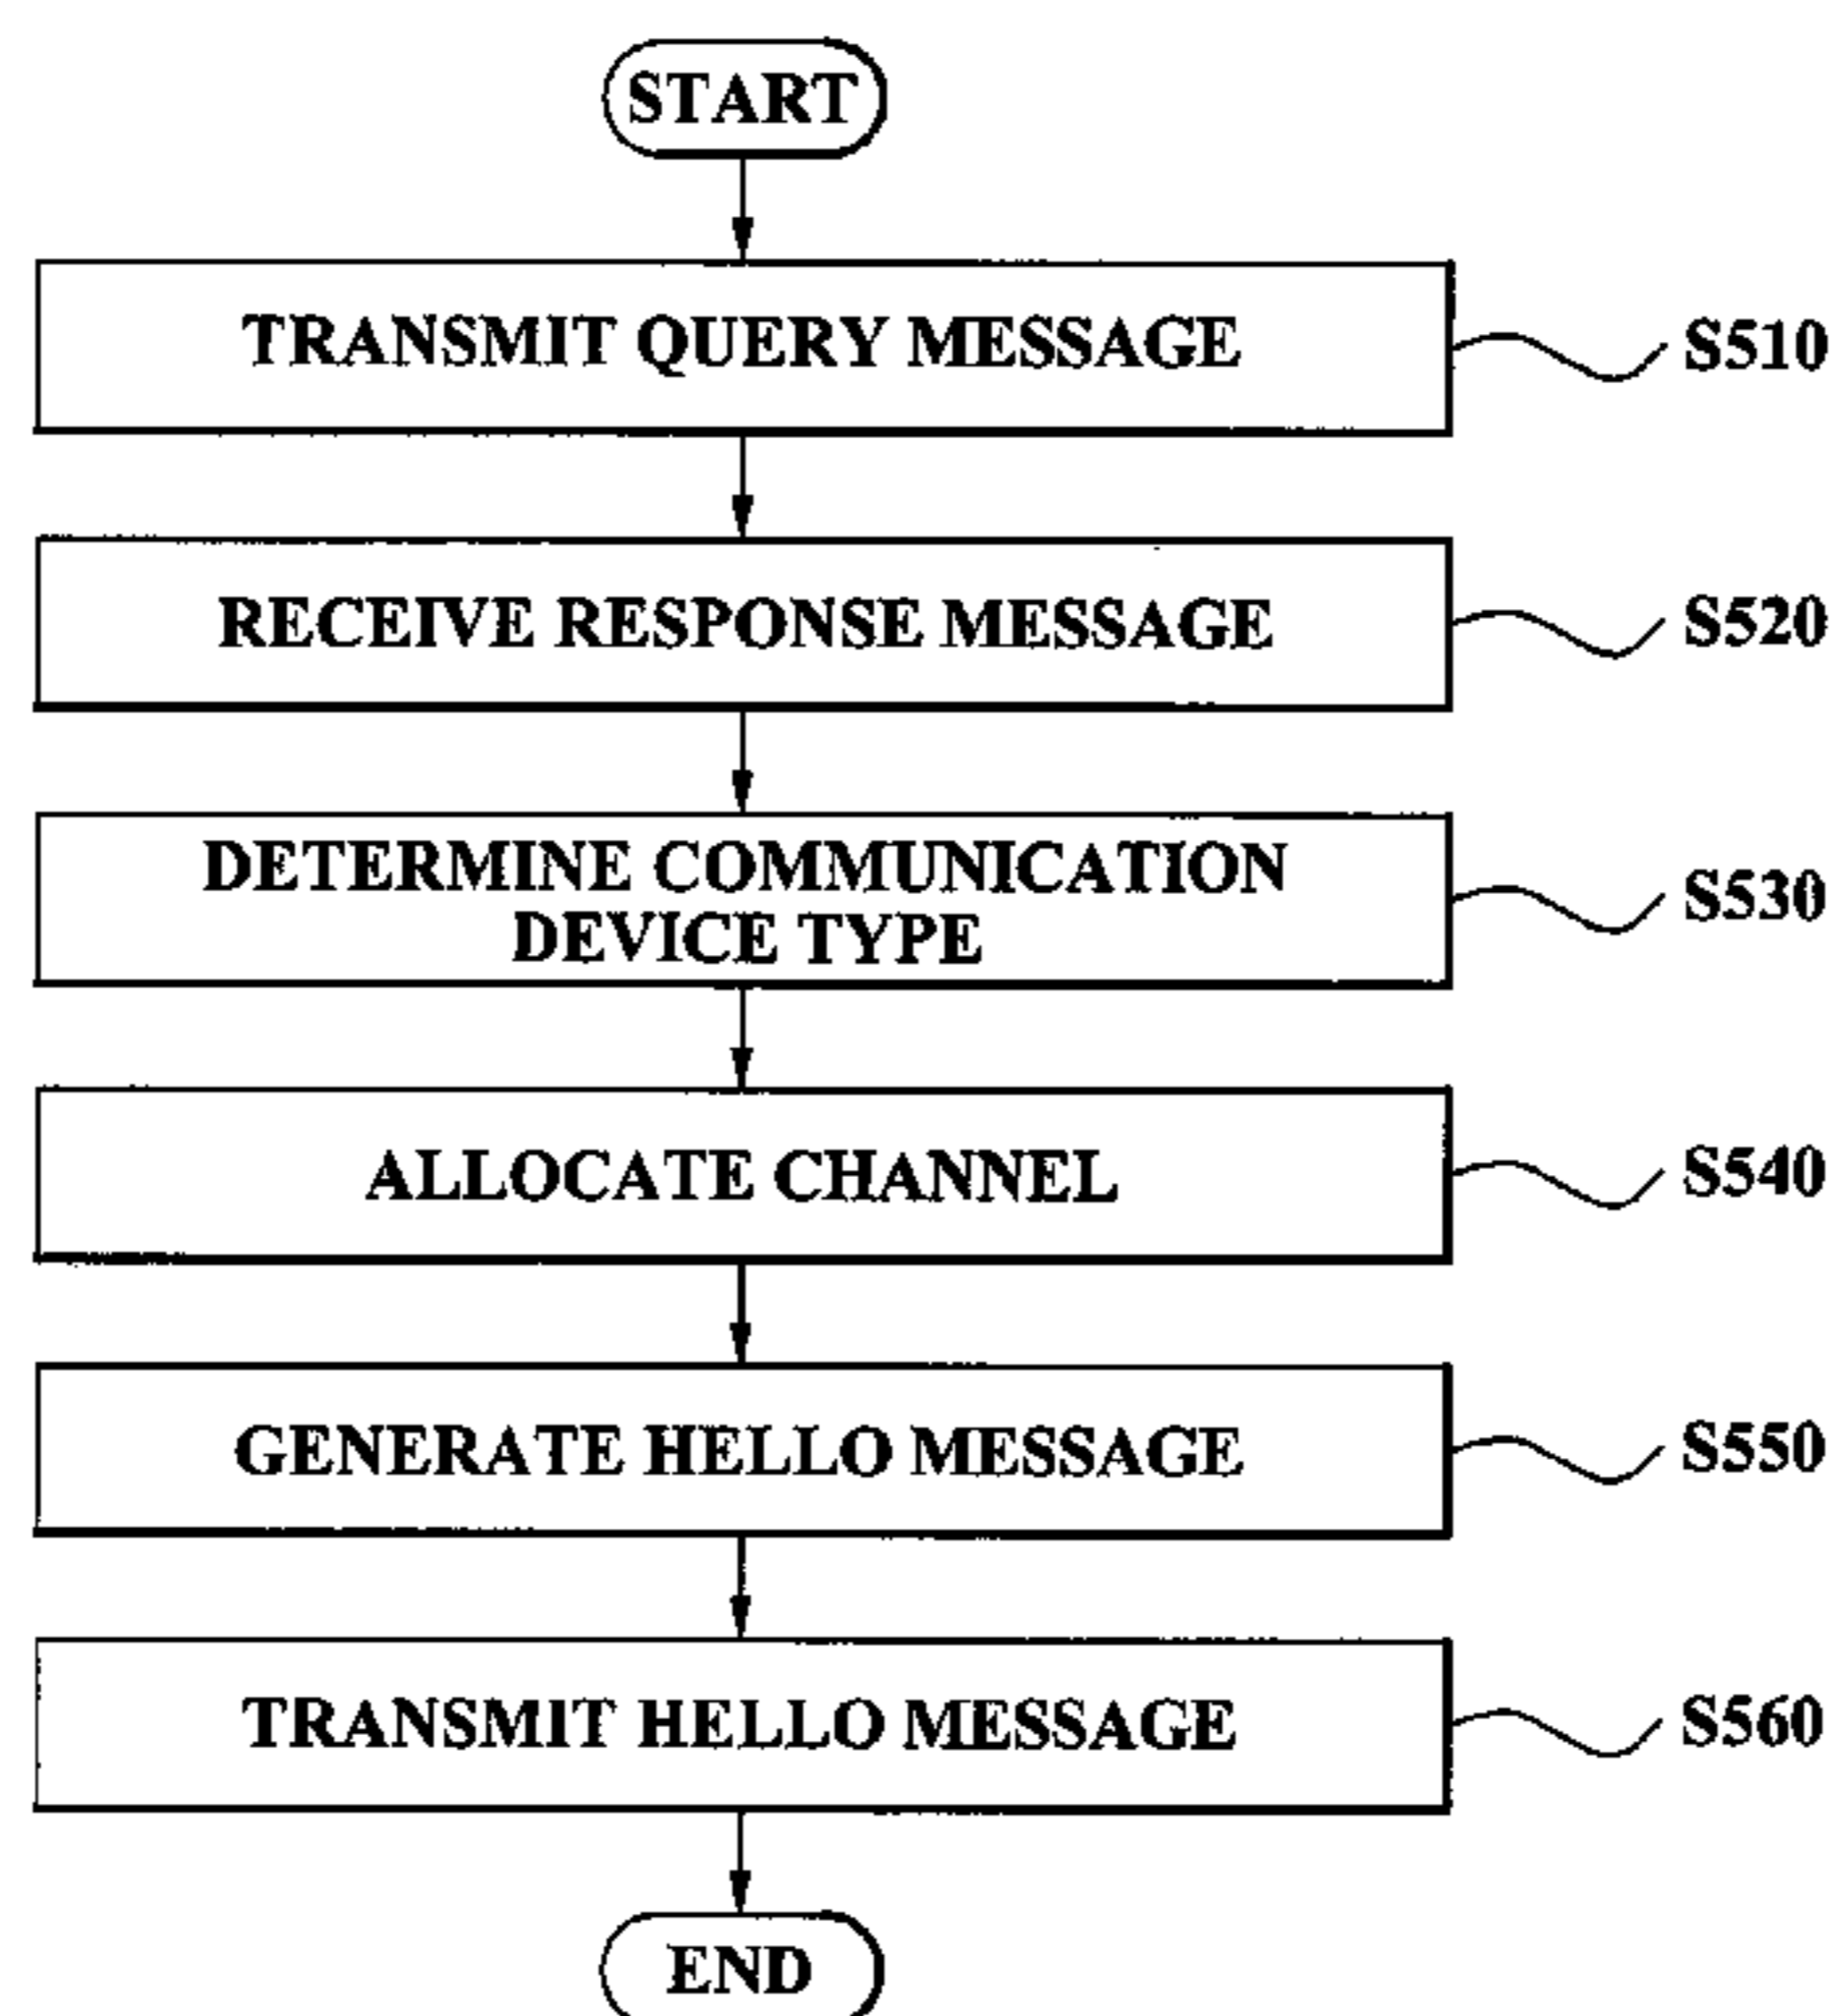 START
TRANSMIT QUERY MESSAGE
S510
RECEIVE RESPONSE MESSAGE
S520
DETERMINE COMMUNICATION
DEVICE TYPE
S530
ALLOCATE CHANNEL
S540
GENERATE HELLO MESSAGE
S550
TRANSMIT HELLO MESSAGE
S560
END